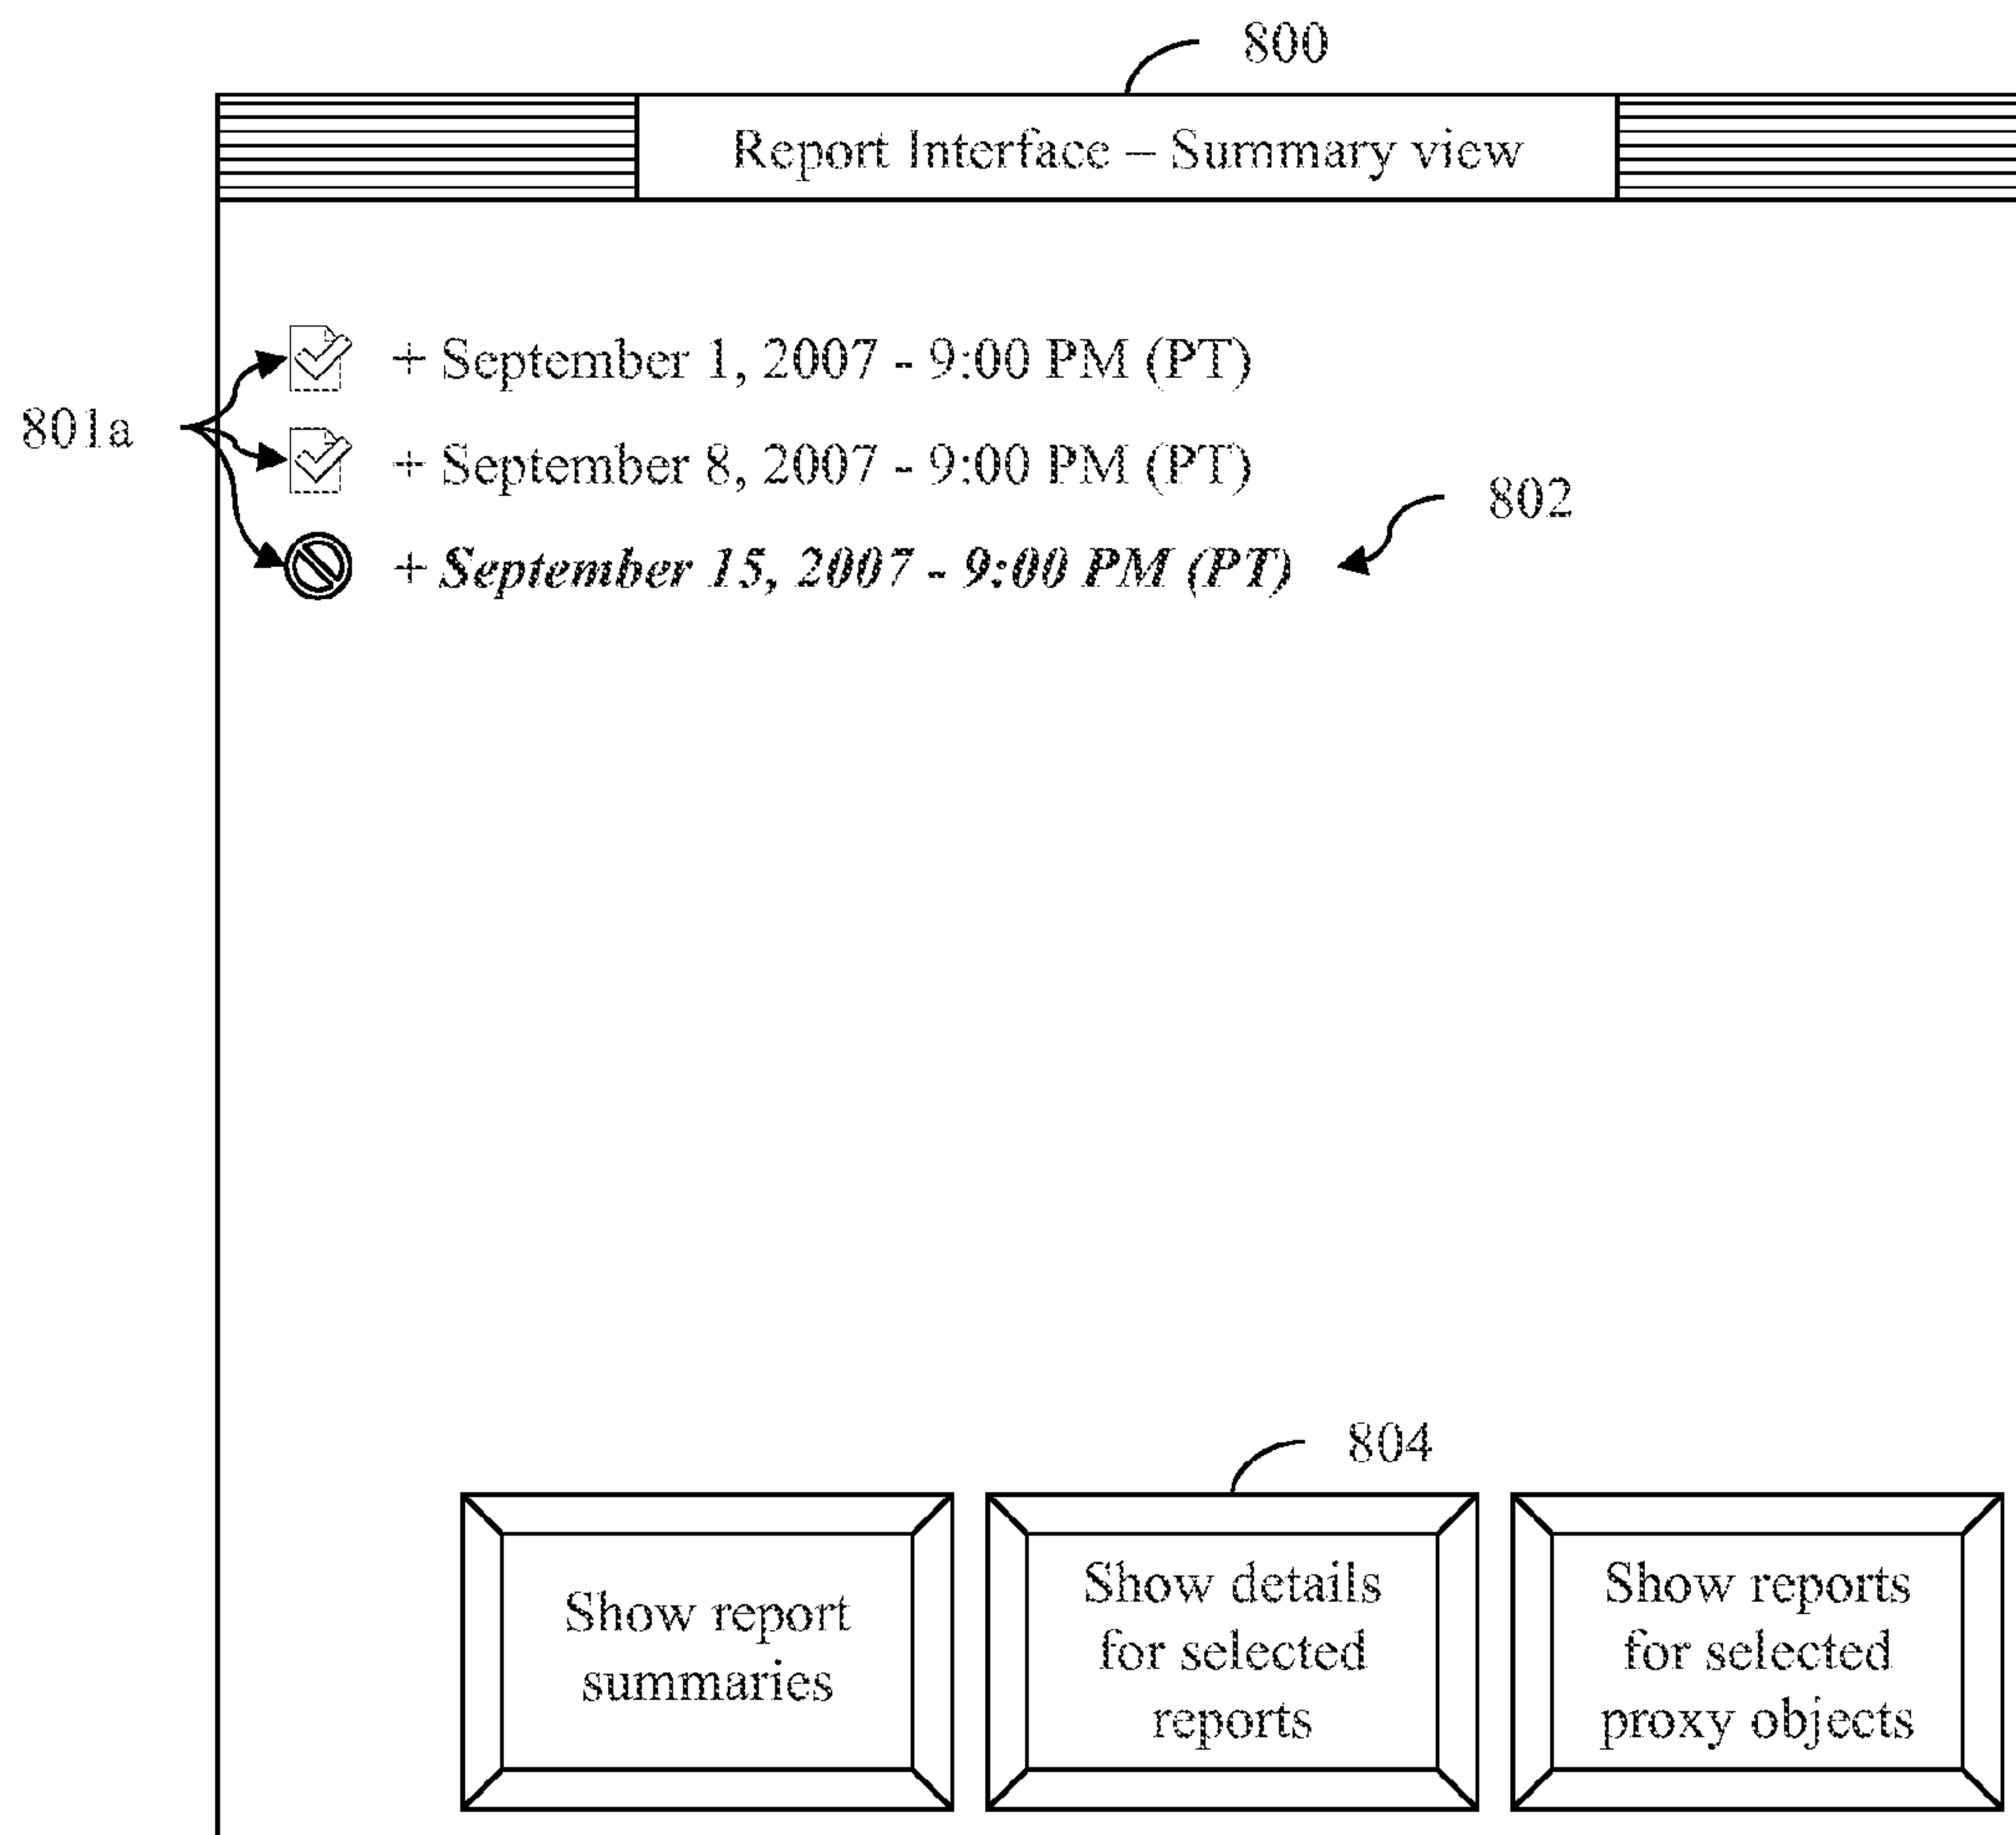 800
Report Interface – Summary view
+ September 1, 2007 - 9:00 PM (PT)
801a
+ September 8, 2007 - 9:00 PM (PT)
802
+ September 15, 2007 - 9:00 PM (PT)
804
Show report
summaries
Show details
for selected
reports
Show reports
for selected
proxy objects